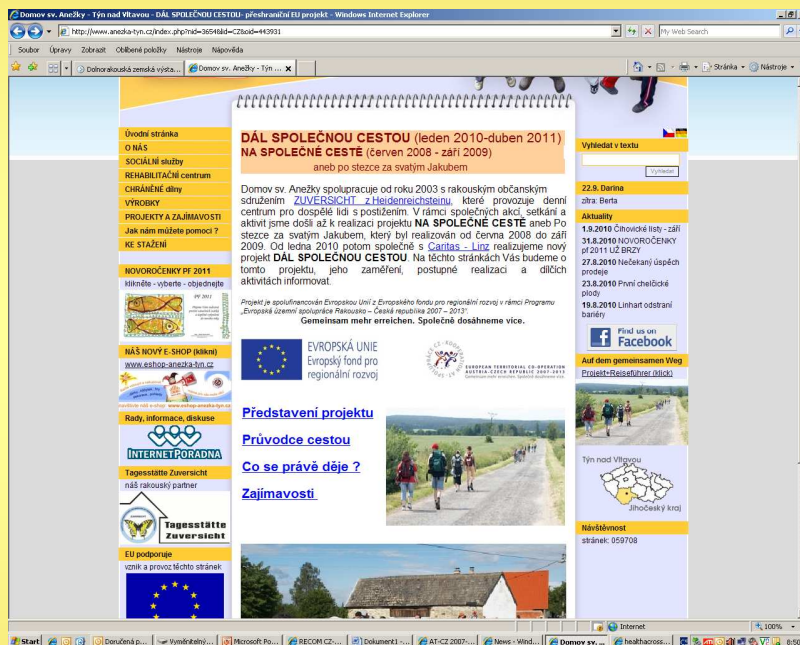 Domov sv. Anežky - Týn nad Vltavou - DÁL SPOLEČNOU CESTOU- přeshraniční EU projekt - Windows Internet Explorer
http://www.anezka-tyn.cz/index.php?nid=3654&lid=CZ&oid=443931
My Web Search
Soubor Úpravy Zobrazit Oblíbené položky Nástroje Nápověda
Dolnorakouská zemská výsta...
Domov sv. Anežky - Týn ...
Stránka
Nástroje
Úvodní stránka
O NÁS
SOCIÁLNÍ služby
REHABILITAČNÍ centrum
CHRÁNĚNÉ dílny
VÝROBKY
PROJEKTY A ZAJÍMAVOSTI
Jak nám můžete pomoci ?
KE STAŽENÍ
NOVOROČENKY PF 2011
klikněte - vyberte - objednejte
PF 2011
NÁŠ NOVÝ E-SHOP (klikni)
www.eshop-anezka-tyn.cz
Rady, informace, diskuse
INTERNETPORADNA
Tagesstätte Zuversicht
náš rakouský partner
Tagesstätte
Zuversicht
EU podporuje
vznik a provoz těchto stránek
DÁL SPOLEČNOU CESTOU (leden 2010-duben 2011)
NA SPOLEČNÉ CESTĚ (červen 2008 - září 2009)
aneb po stezce za svatým Jakubem
Domov sv. Anežky spolupracuje od roku 2003 s rakouským občanským
sdružením ZUVERSICHT z Heidenreichsteinu, které provozuje denní
centrum pro dospělé lidi s postižením. V rámci společných akcí, setkání a
aktivit jsme došli až k realizaci projektu NA SPOLEČNÉ CESTĚ aneb Po
stezce za svatým Jakubem, který byl realizován od června 2008 do září
2009. Od ledna 2010 potom společně s Caritas - Linz realizujeme nový
projekt DÁL SPOLEČNOU CESTOU. Na těchto stránkách Vás budeme o
tomto projektu, jeho zaměření, postupné realizaci a dílčích
aktivitách informovat.
Projekt je spolufinancován Evropskou Unií z Evropského fondu pro regionální rozvoj v rámci Programu
„Evropská územní spolupráce Rakousko – Česká republika 2007 – 2013“.
Gemeinsam mehr erreichen. Společně dosáhneme více.
EVROPSKÁ UNIE
Evropský fond pro
regionální rozvoj
EUROPEAN TERRITORIAL CO-OPERATION
AUSTRIA-CZECH REPUBLIC 2007-2013
Gemeinsam mehr erreichen. Společně dosáhneme více.
Představení projektu
Průvodce cestou
Co se právě děje ?
Zajímavosti
Vyhledat v textu
Vyhledat
22.9. Darina
zítra: Berta
Aktuality
1.9.2010 Čihovické listy - září
31.8.2010 NOVOROČENKY
pf 2011 UŽ BRZY
27.8.2010 Nečekaný úspěch
prodeje
23.8.2010 První chelčické
plody
19.8.2010 Linhart odstraní
bariéry
Find us on
Facebook
Auf dem gemeinsamen Weg
Projekt+Reiseführer (klick)
Týn nad Vltavou
Jihočeský kraj
Návštěvnost
stránek: 059708
Internet
100%
Start
Doručená p...
Vyměnitelný...
Microsoft Po...
RECOM CZ-...
Dokument1 -...
AT-CZ 2007-...
News - Wind...
Domov sv. ...
healthacross...
8:50